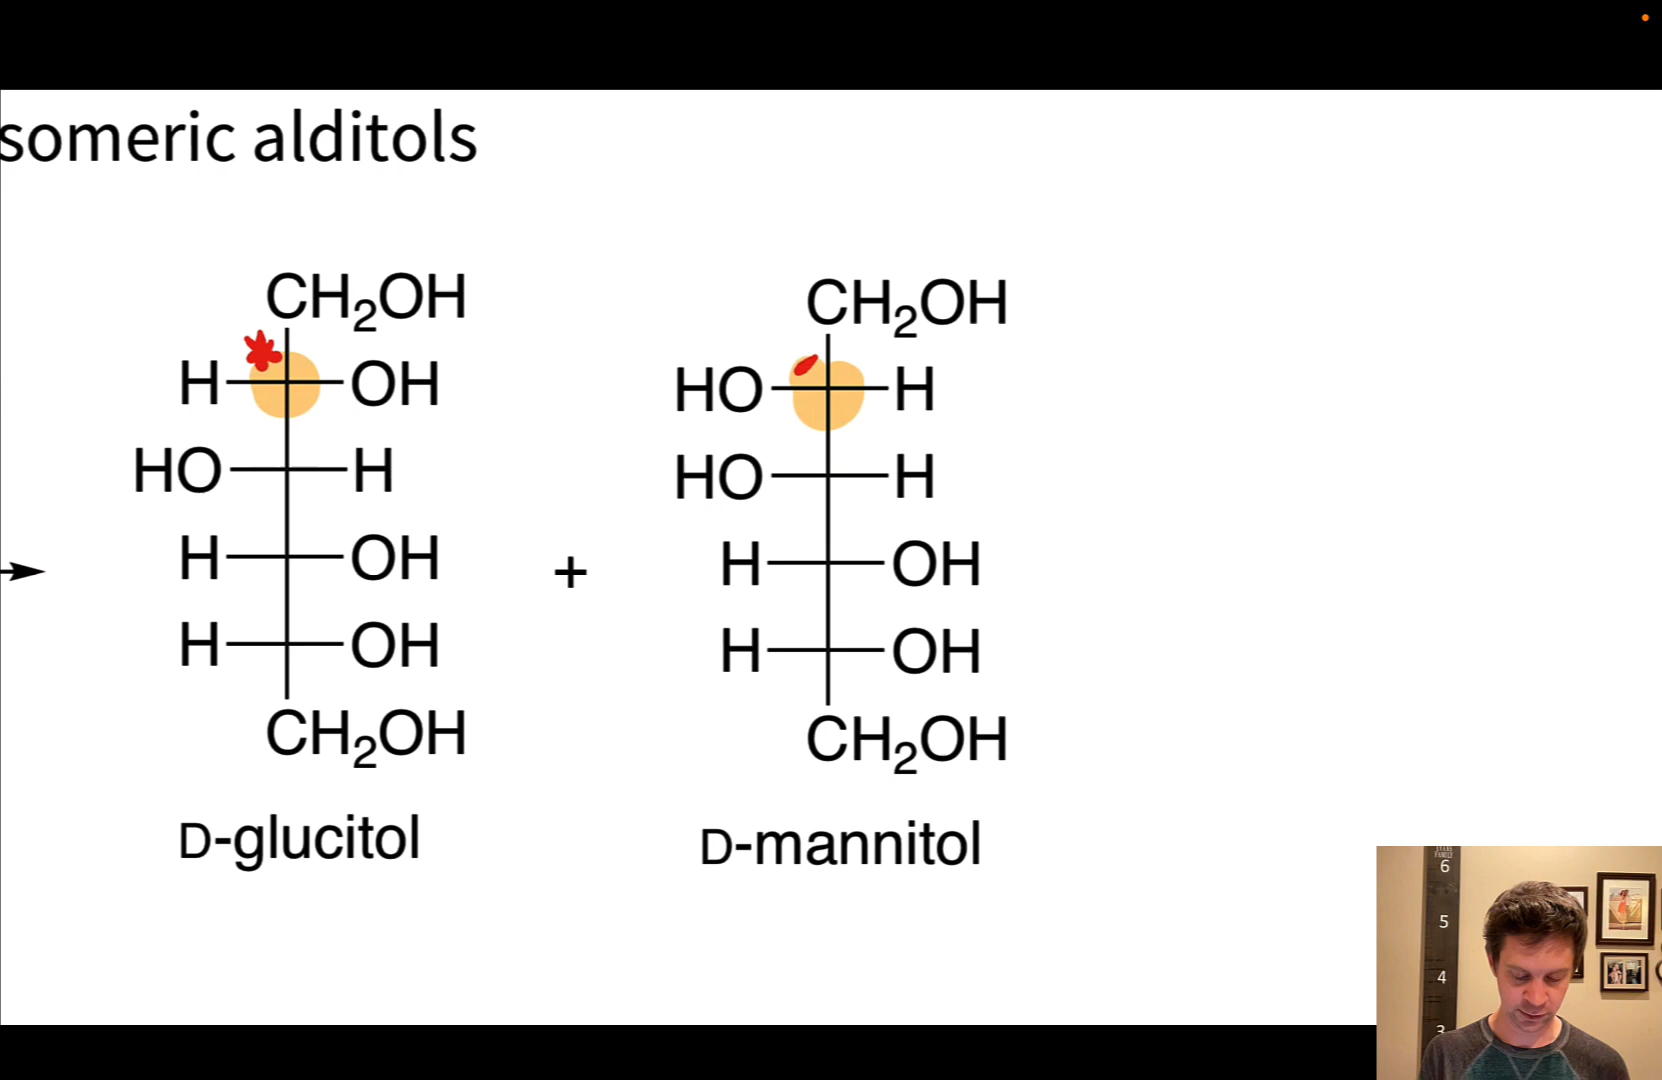 someric alditols
CH₂OH
H OH
HO H
H OH
H OH
CH₂OH
D-glucitol
+
CH₂OH
HO H
HO H
H OH
H OH
CH₂OH
D-mannitol
6
5
4
3